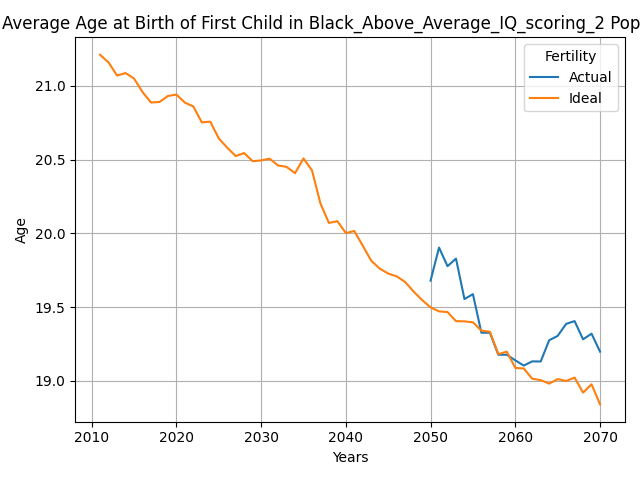 Average Age at Birth of First Child in Black_Above_Average_IQ_scoring_2 Pop
Fertility
Actual
Ideal
21.0
20.5
20.0
19.5
19.0
Age
2010 2020 2030 2040 2050 2060 2070
Years